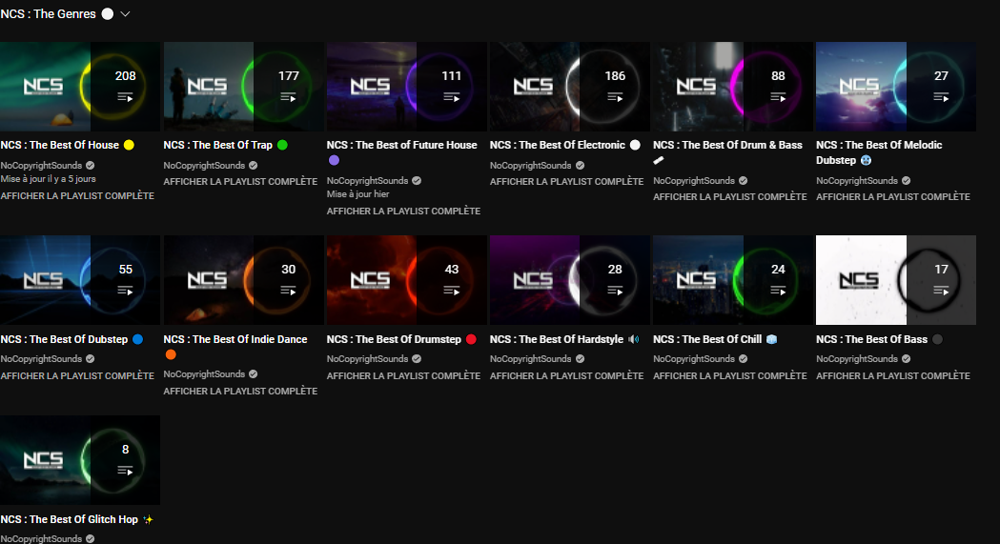 NCS : The Genres ⚪
NCS 208
NCS 177
NCS 111
NCS 186
NCS 88
NCS 27
NCS : The Best Of House 🟡
NoCopyrightSounds
Mise à jour il y a 5 jours
AFFICHER LA PLAYLIST COMPLÈTE
NCS : The Best Of Trap 🟢
NoCopyrightSounds
AFFICHER LA PLAYLIST COMPLÈTE
NCS : The Best of Future House
🟣
NoCopyrightSounds
Mise à jour hier
AFFICHER LA PLAYLIST COMPLÈTE
NCS : The Best Of Electronic ⚪
NoCopyrightSounds
AFFICHER LA PLAYLIST COMPLÈTE
NCS : The Best Of Drum & Bass
NoCopyrightSounds
AFFICHER LA PLAYLIST COMPLÈTE
NCS : The Best Of Melodic
Dubstep 🥶
NoCopyrightSounds
AFFICHER LA PLAYLIST COMPLÈTE
NCS 55
NCS 30
NCS 43
NCS 28
NCS 24
NCS 17
NCS : The Best Of Dubstep 🔵
NoCopyrightSounds
AFFICHER LA PLAYLIST COMPLÈTE
NCS : The Best Of Indie Dance
🟠
NoCopyrightSounds
AFFICHER LA PLAYLIST COMPLÈTE
NCS : The Best Of Drumstep 🔴
NoCopyrightSounds
AFFICHER LA PLAYLIST COMPLÈTE
NCS : The Best Of Hardstyle 🔊
NoCopyrightSounds
AFFICHER LA PLAYLIST COMPLÈTE
NCS : The Best Of Chill 🧊
NoCopyrightSounds
AFFICHER LA PLAYLIST COMPLÈTE
NCS : The Best Of Bass ⚫
NoCopyrightSounds
AFFICHER LA PLAYLIST COMPLÈTE
NCS 8
NCS : The Best Of Glitch Hop ✨
NoCopyrightSounds